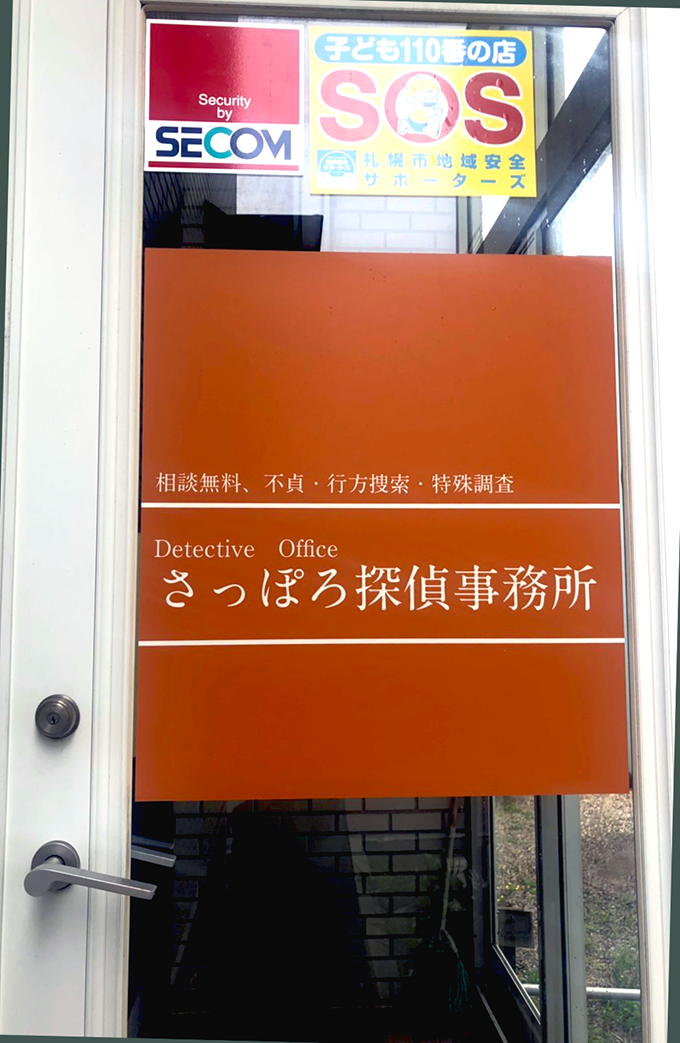 Security
by
SECOM
子ども110番の店
SOS
札幌市地域安全
サポーターズ
相談無料、不貞・行方捜索・特殊調査
Detective Office
さっぽろ探偵事務所